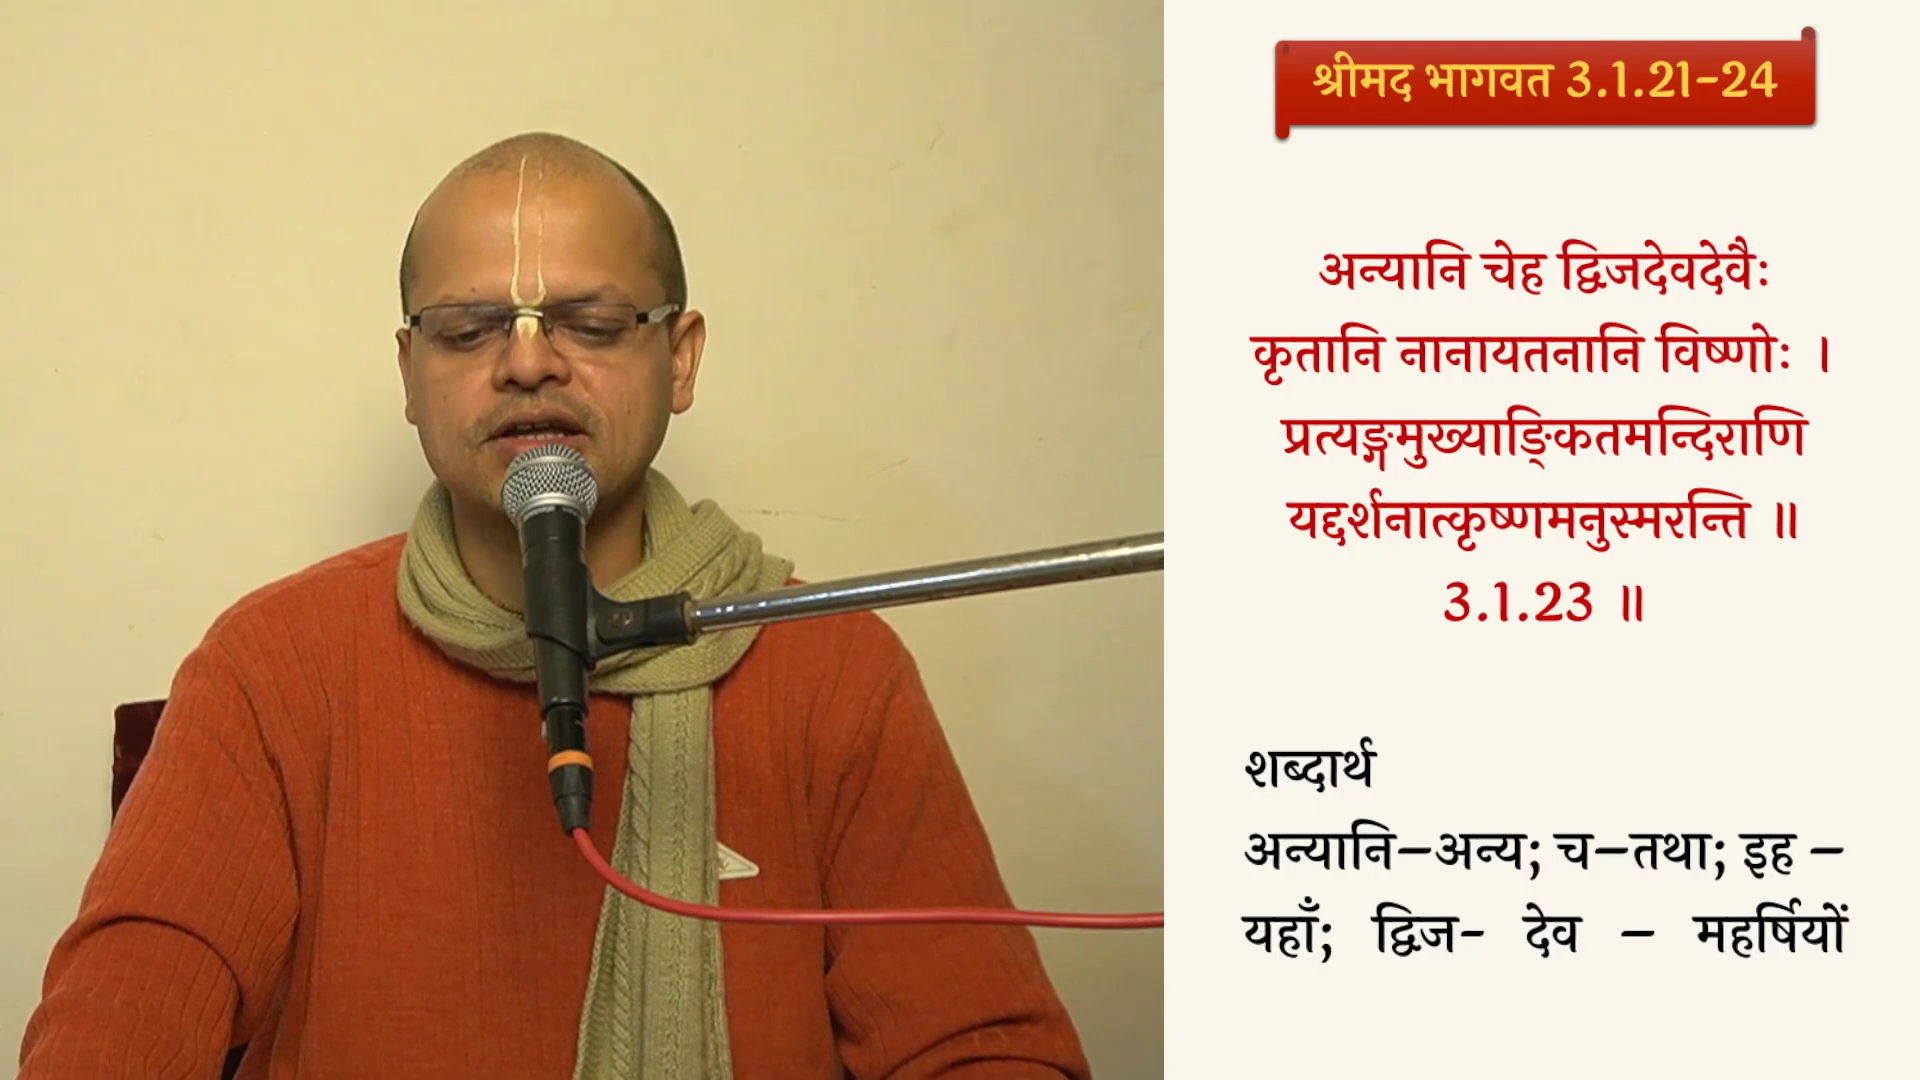 श्रीमद भागवत 3.1.21-24
अन्यानि चेह द्विजदेवदेवैः
कृतानि नानायतनानि विष्णोः ।
प्रत्यङ्गमुख्याङ्कितमन्दिराणि
यद्दर्शनात्कृष्णमनुस्मरन्ति ॥
3.1.23 ॥
शब्दार्थ
अन्यानि–अन्य; च–तथा; इह –
यहाँ; द्विज- देव – महर्षियों